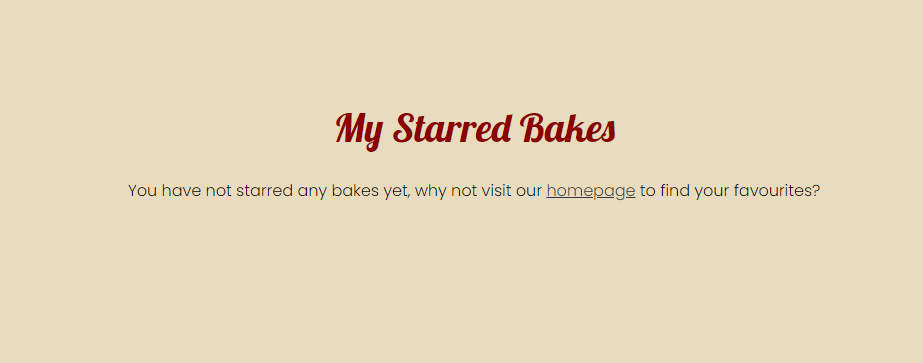 My Starred Bakes
You have not starred any bakes yet, why not visit our homepage to find your favourites?